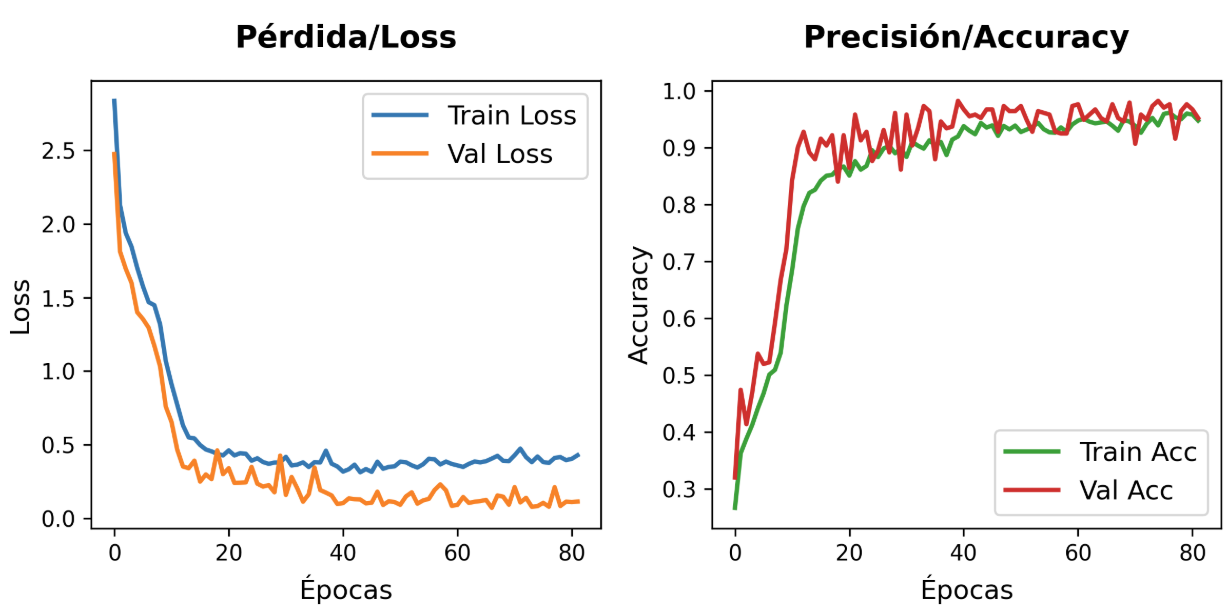 Pérdida/Loss
Train Loss
Val Loss
Loss
2.5
2.0
1.5
1.0
0.5
0.0
0
20
40
60
80
Épocas
Precisión/Accuracy
Accuracy
1.0
0.9
0.8
0.7
0.6
0.5
0.4
0.3
Train Acc
Val Acc
0
20
40
60
80
Épocas